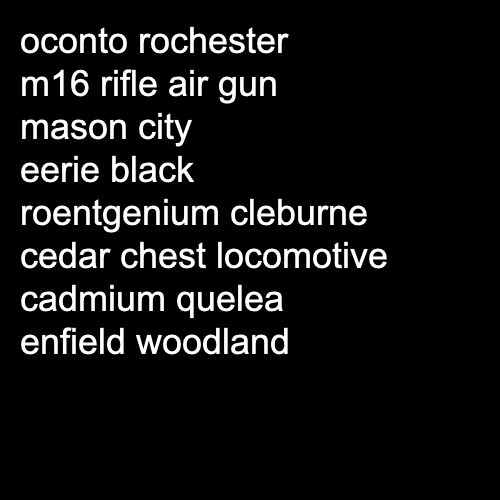 oconto rochester
m16 rifle air gun
mason city
eerie black
roentgenium cleburne
cedar chest locomotive
cadmium quelea
enfield woodland